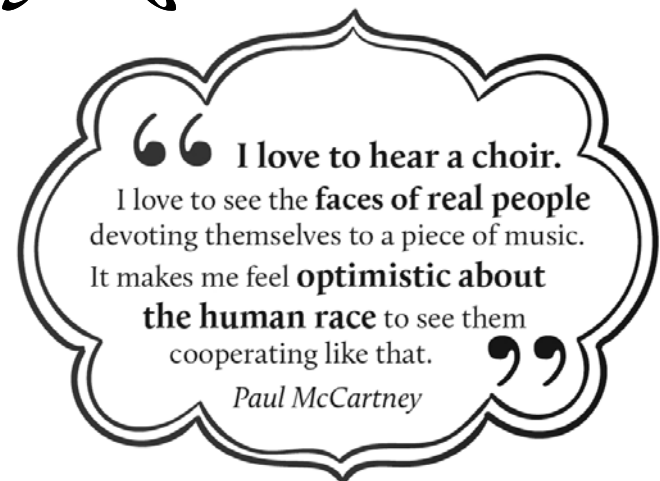 “ I love to hear a choir.
I love to see the faces of real people
devoting themselves to a piece of music.
It makes me feel optimistic about
the human race to see them
cooperating like that. ”
Paul McCartney